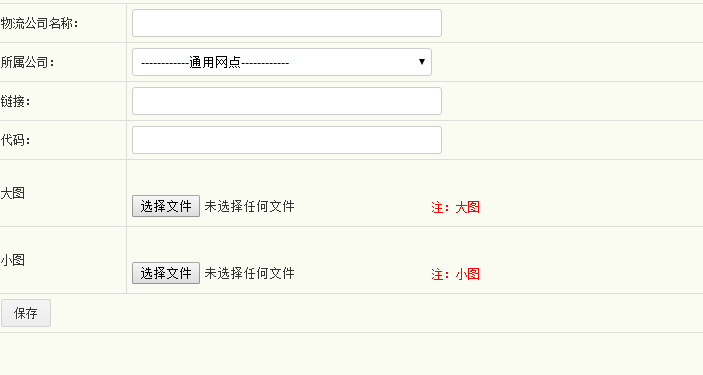 物流公司名称:
所属公司: ------------通用网点------------
链接:
代码:
大图
选择文件 未选择任何文件 注：大图
小图
选择文件 未选择任何文件 注：小图
保存